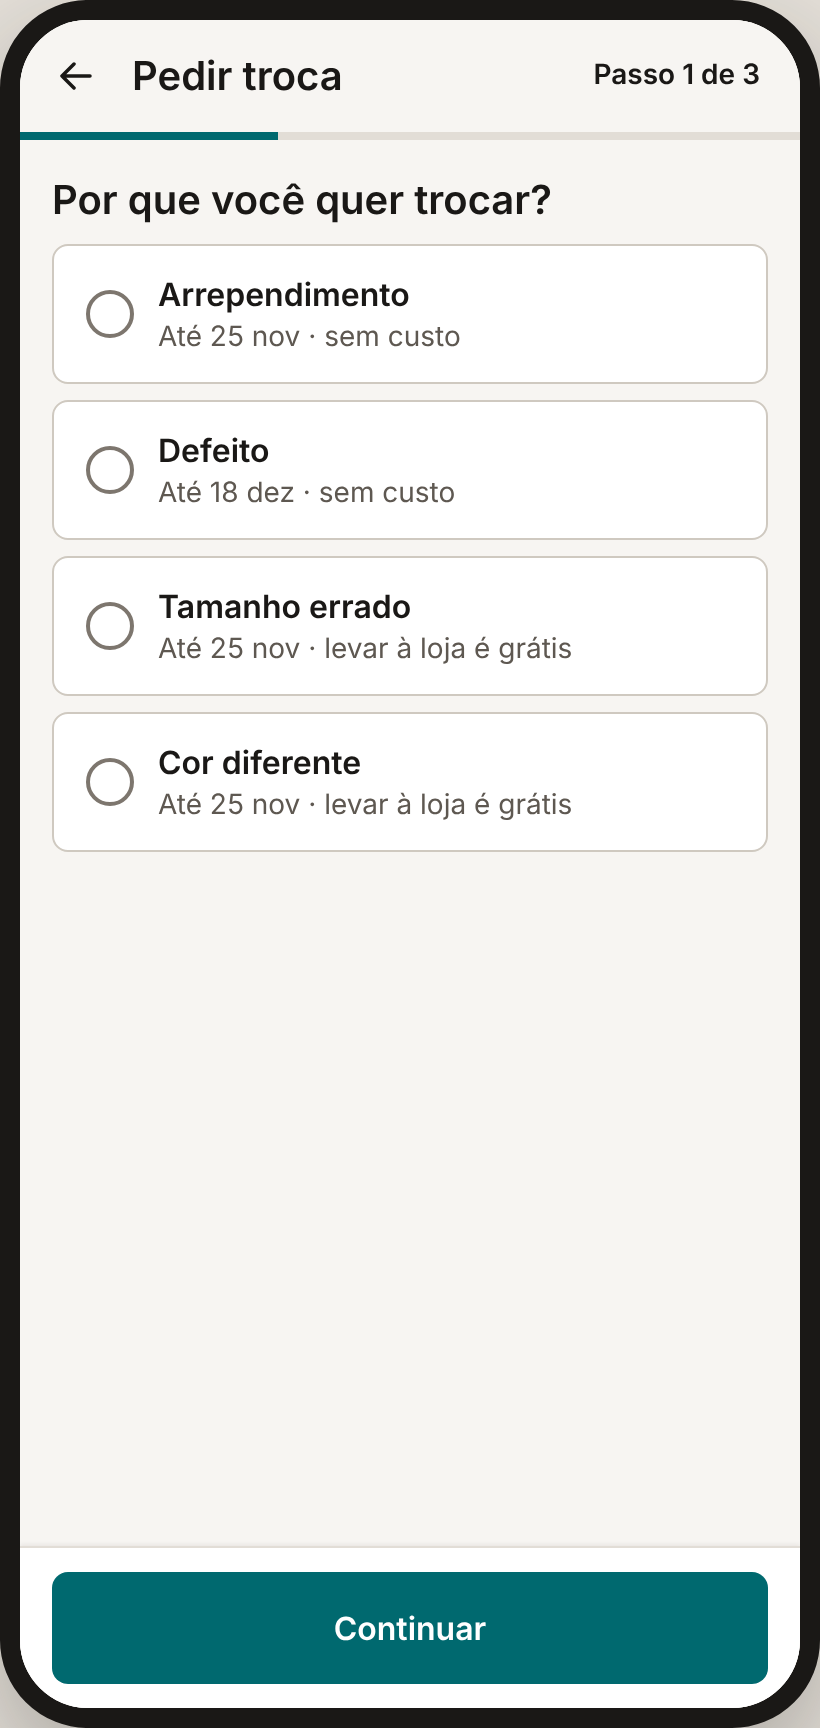 Pedir troca
Passo 1 de 3
Por que você quer trocar?
Arrependimento
Até 25 nov · sem custo
Defeito
Até 18 dez · sem custo
Tamanho errado
Até 25 nov · levar à loja é grátis
Cor diferente
Até 25 nov · levar à loja é grátis
Continuar